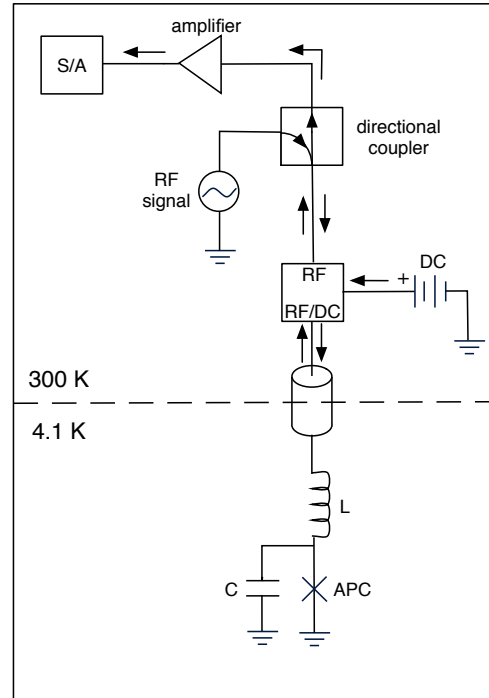 amplifier
S/A
directional
coupler
RF
signal
RF
+ DC
RF/DC
300 K
4.1 K
L
C
APC